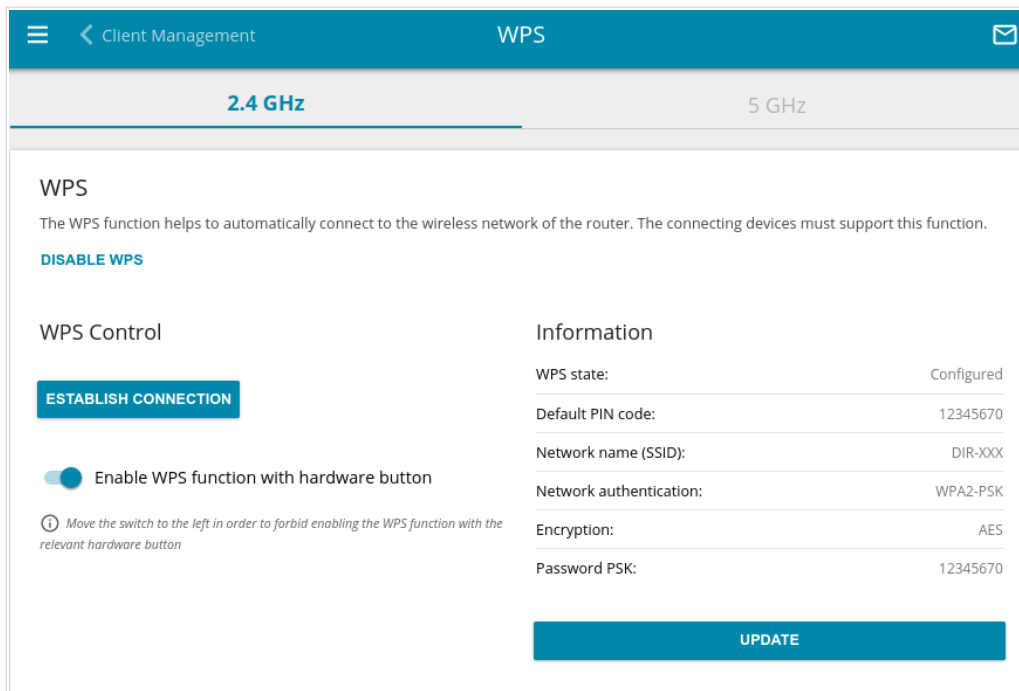 Client Management
WPS
2.4 GHz
5 GHz
WPS
The WPS function helps to automatically connect to the wireless network of the router. The connecting devices must support this function.
DISABLE WPS
WPS Control
ESTABLISH CONNECTION
Enable WPS function with hardware button
Move the switch to the left in order to forbid enabling the WPS function with the
relevant hardware button
Information
WPS state: Configured
Default PIN code: 12345670
Network name (SSID): DIR-XXX
Network authentication: WPA2-PSK
Encryption: AES
Password PSK: 12345670
UPDATE